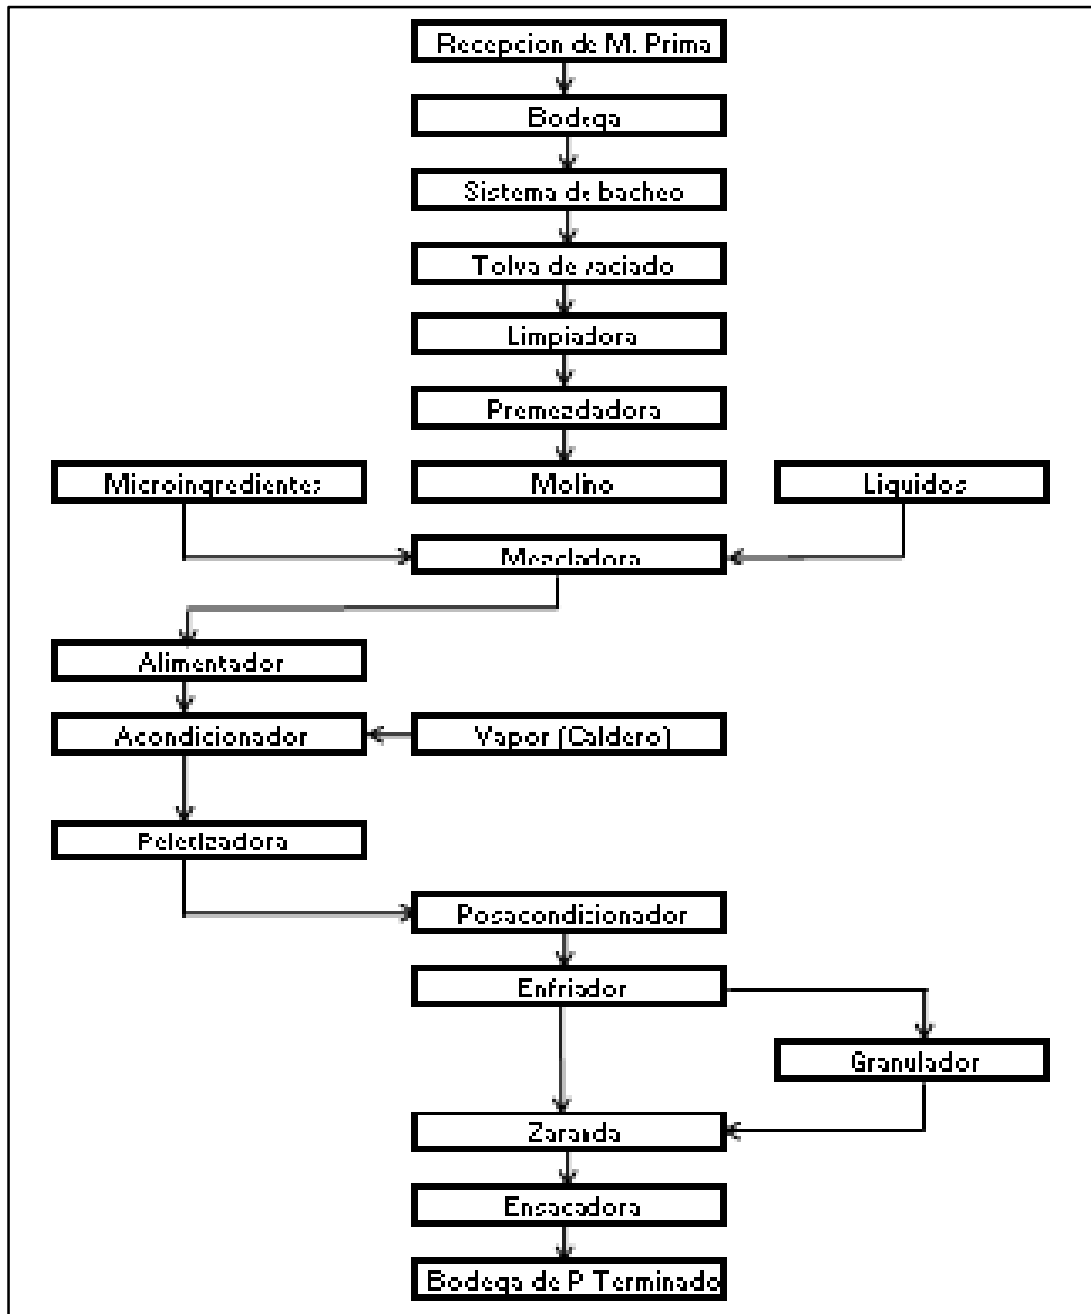 Recepcion de M. Prima
Bodega
Sistema de bacheo
Tolva de vaciado
Limpiadora
Premezcladora
Microingredientes
Molino
Liquidos
Mezcladora
Alimentador
Acondicionador
Vapor (Caldero)
Peletizadora
Posacondicionador
Enfriador
Granulador
Zaranda
Ensacadora
Bodega de P Terminado